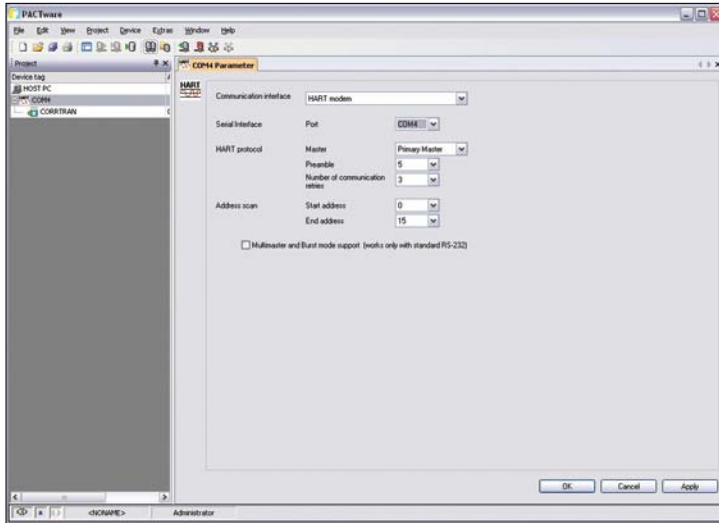 PACTware
File Edit View Project Device Extras Window Help
Project
COM4 Parameter
Device tag
HOST PC
COM4
CORRTRAN
HART
Communication interface HART modem
Serial Interface Port COM4
HART protocol Master Primary Master
Preamble 5
Number of communication retries 3
Address scan Start address 0
End address 15
Multimaster and Burst mode support (works only with standard RS-232)
OK Cancel Apply
<NONAME> Administrator